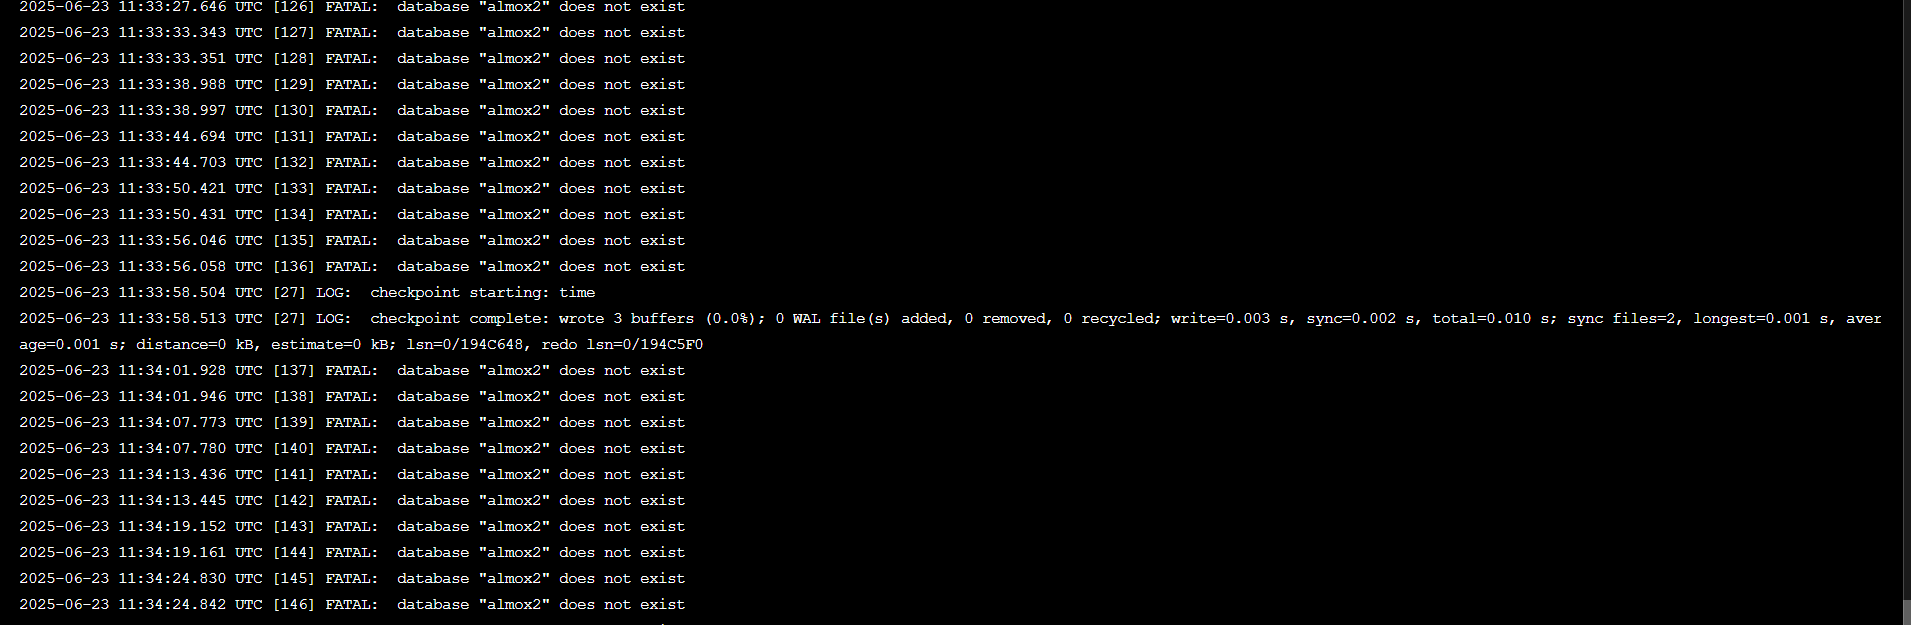 2025-06-23 11:33:27.646 UTC [126] FATAL:  database "almox2" does not exist
2025-06-23 11:33:33.343 UTC [127] FATAL:  database "almox2" does not exist
2025-06-23 11:33:33.351 UTC [128] FATAL:  database "almox2" does not exist
2025-06-23 11:33:38.988 UTC [129] FATAL:  database "almox2" does not exist
2025-06-23 11:33:38.997 UTC [130] FATAL:  database "almox2" does not exist
2025-06-23 11:33:44.694 UTC [131] FATAL:  database "almox2" does not exist
2025-06-23 11:33:44.703 UTC [132] FATAL:  database "almox2" does not exist
2025-06-23 11:33:50.421 UTC [133] FATAL:  database "almox2" does not exist
2025-06-23 11:33:50.431 UTC [134] FATAL:  database "almox2" does not exist
2025-06-23 11:33:56.046 UTC [135] FATAL:  database "almox2" does not exist
2025-06-23 11:33:56.058 UTC [136] FATAL:  database "almox2" does not exist
2025-06-23 11:33:58.504 UTC [27] LOG:  checkpoint starting: time
2025-06-23 11:33:58.513 UTC [27] LOG:  checkpoint complete: wrote 3 buffers (0.0%); 0 WAL file(s) added, 0 removed, 0 recycled; write=0.003 s, sync=0.002 s, total=0.010 s; sync files=2, longest=0.001 s, aver
age=0.001 s; distance=0 kB, estimate=0 kB; lsn=0/194C648, redo lsn=0/194C5F0
2025-06-23 11:34:01.928 UTC [137] FATAL:  database "almox2" does not exist
2025-06-23 11:34:01.946 UTC [138] FATAL:  database "almox2" does not exist
2025-06-23 11:34:07.773 UTC [139] FATAL:  database "almox2" does not exist
2025-06-23 11:34:07.780 UTC [140] FATAL:  database "almox2" does not exist
2025-06-23 11:34:13.436 UTC [141] FATAL:  database "almox2" does not exist
2025-06-23 11:34:13.445 UTC [142] FATAL:  database "almox2" does not exist
2025-06-23 11:34:19.152 UTC [143] FATAL:  database "almox2" does not exist
2025-06-23 11:34:19.161 UTC [144] FATAL:  database "almox2" does not exist
2025-06-23 11:34:24.830 UTC [145] FATAL:  database "almox2" does not exist
2025-06-23 11:34:24.842 UTC [146] FATAL:  database "almox2" does not exist